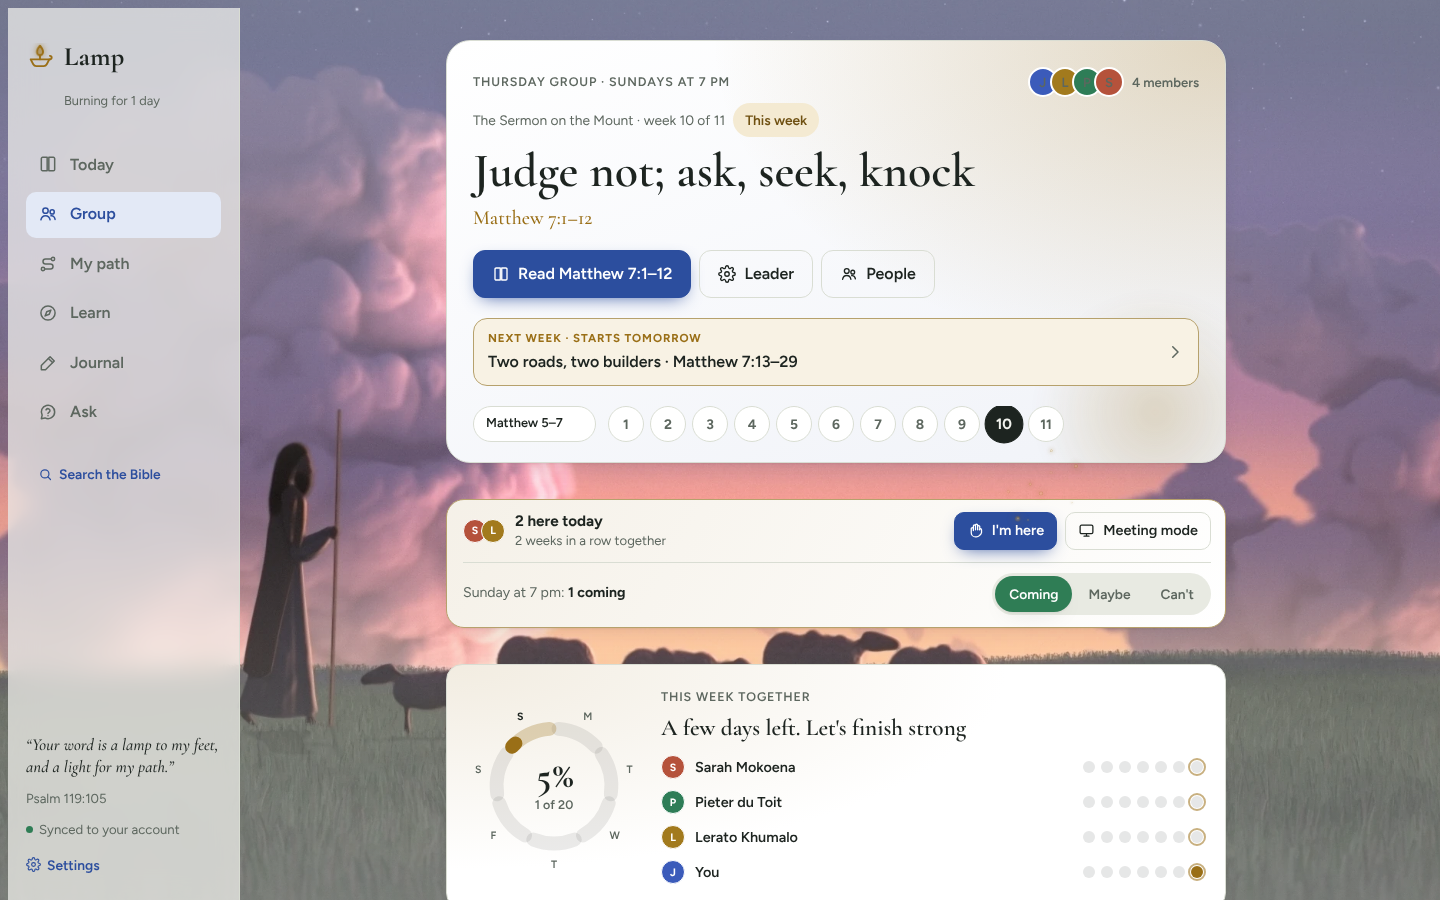 Lamp
Burning for 1 day
Today
Group
My path
Learn
Journal
Ask
Search the Bible
“Your word is a lamp to my feet,
and a light for my path.”
Psalm 119:105
Synced to your account
Settings
THURSDAY GROUP · SUNDAYS AT 7 PM
L S 4 members
The Sermon on the Mount · week 10 of 11 This week
Judge not; ask, seek, knock
Matthew 7:1–12
Read Matthew 7:1–12 Leader People
NEXT WEEK · STARTS TOMORROW
Two roads, two builders · Matthew 7:13–29
Matthew 5–7 1 2 3 4 5 6 7 8 9 10 11
S L 2 here today
2 weeks in a row together
I'm here Meeting mode
Sunday at 7 pm: 1 coming
Coming Maybe Can't
S M T W T F S
5%
1 of 20
THIS WEEK TOGETHER
A few days left. Let's finish strong
S Sarah Mokoena
P Pieter du Toit
L Lerato Khumalo
J You